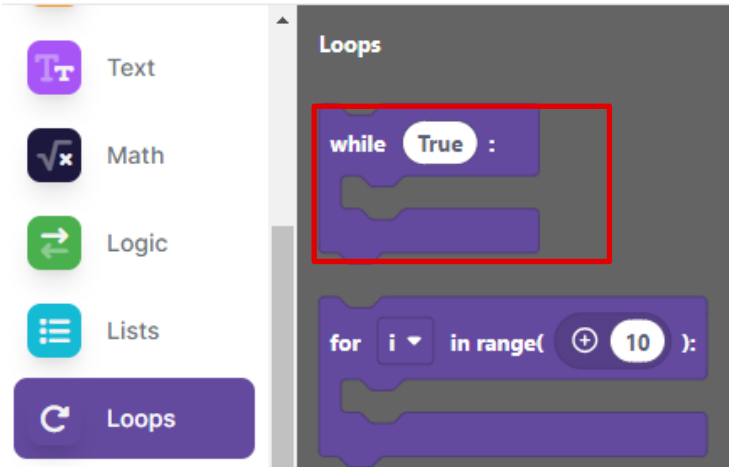 Text
Math
Logic
Lists
Loops
Loops
while True :
for i in range( 10 ):